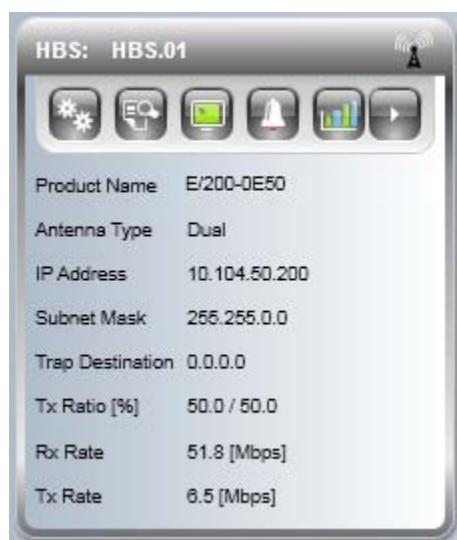 HBS: HBS.01
Product Name E/200-0E50
Antenna Type Dual
IP Address 10.104.50.200
Subnet Mask 255.255.0.0
Trap Destination 0.0.0.0
Tx Ratio [%] 50.0 / 50.0
Rx Rate 51.8 [Mbps]
Tx Rate 6.5 [Mbps]